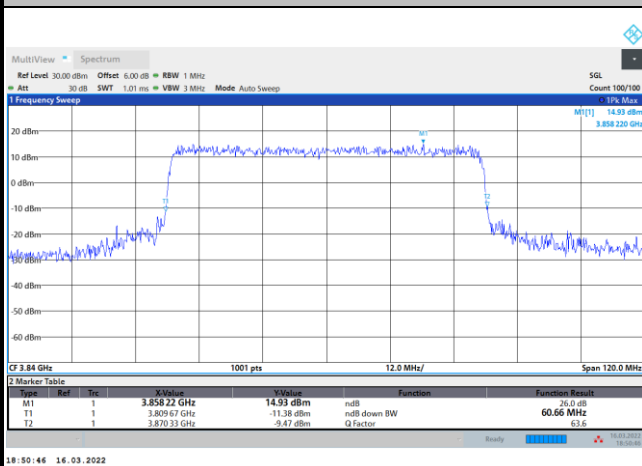 MultiView Spectrum
Ref Level 30.00 dBm Offset 6.00 dB RBW 1 MHz SGL
Att 30 dB SWT 1.01 ms VBW 3 MHz Mode Auto Sweep Count 100/100
1 Frequency Sweep 1Pk Max
M1[1] 14.93 dBm
3.858 220 GHz
M1
20 dBm
10 dBm
0 dBm
T1
T2
-10 dBm
-20 dBm
-30 dBm
-40 dBm
-50 dBm
-60 dBm
CF 3.84 GHz 1001 pts 12.0 MHz/ Span 120.0 MHz
2 Marker Table
Type Ref Trc X-Value Y-Value Function Function Result
M1 1 3.858 22 GHz 14.93 dBm ndB 26.0 dB
T1 1 3.809 67 GHz -11.38 dBm ndB down BW 60.66 MHz
T2 1 3.870 33 GHz -9.47 dBm Q Factor 63.6
Ready 16.03.2022
18:50:46
18:50:46 16.03.2022